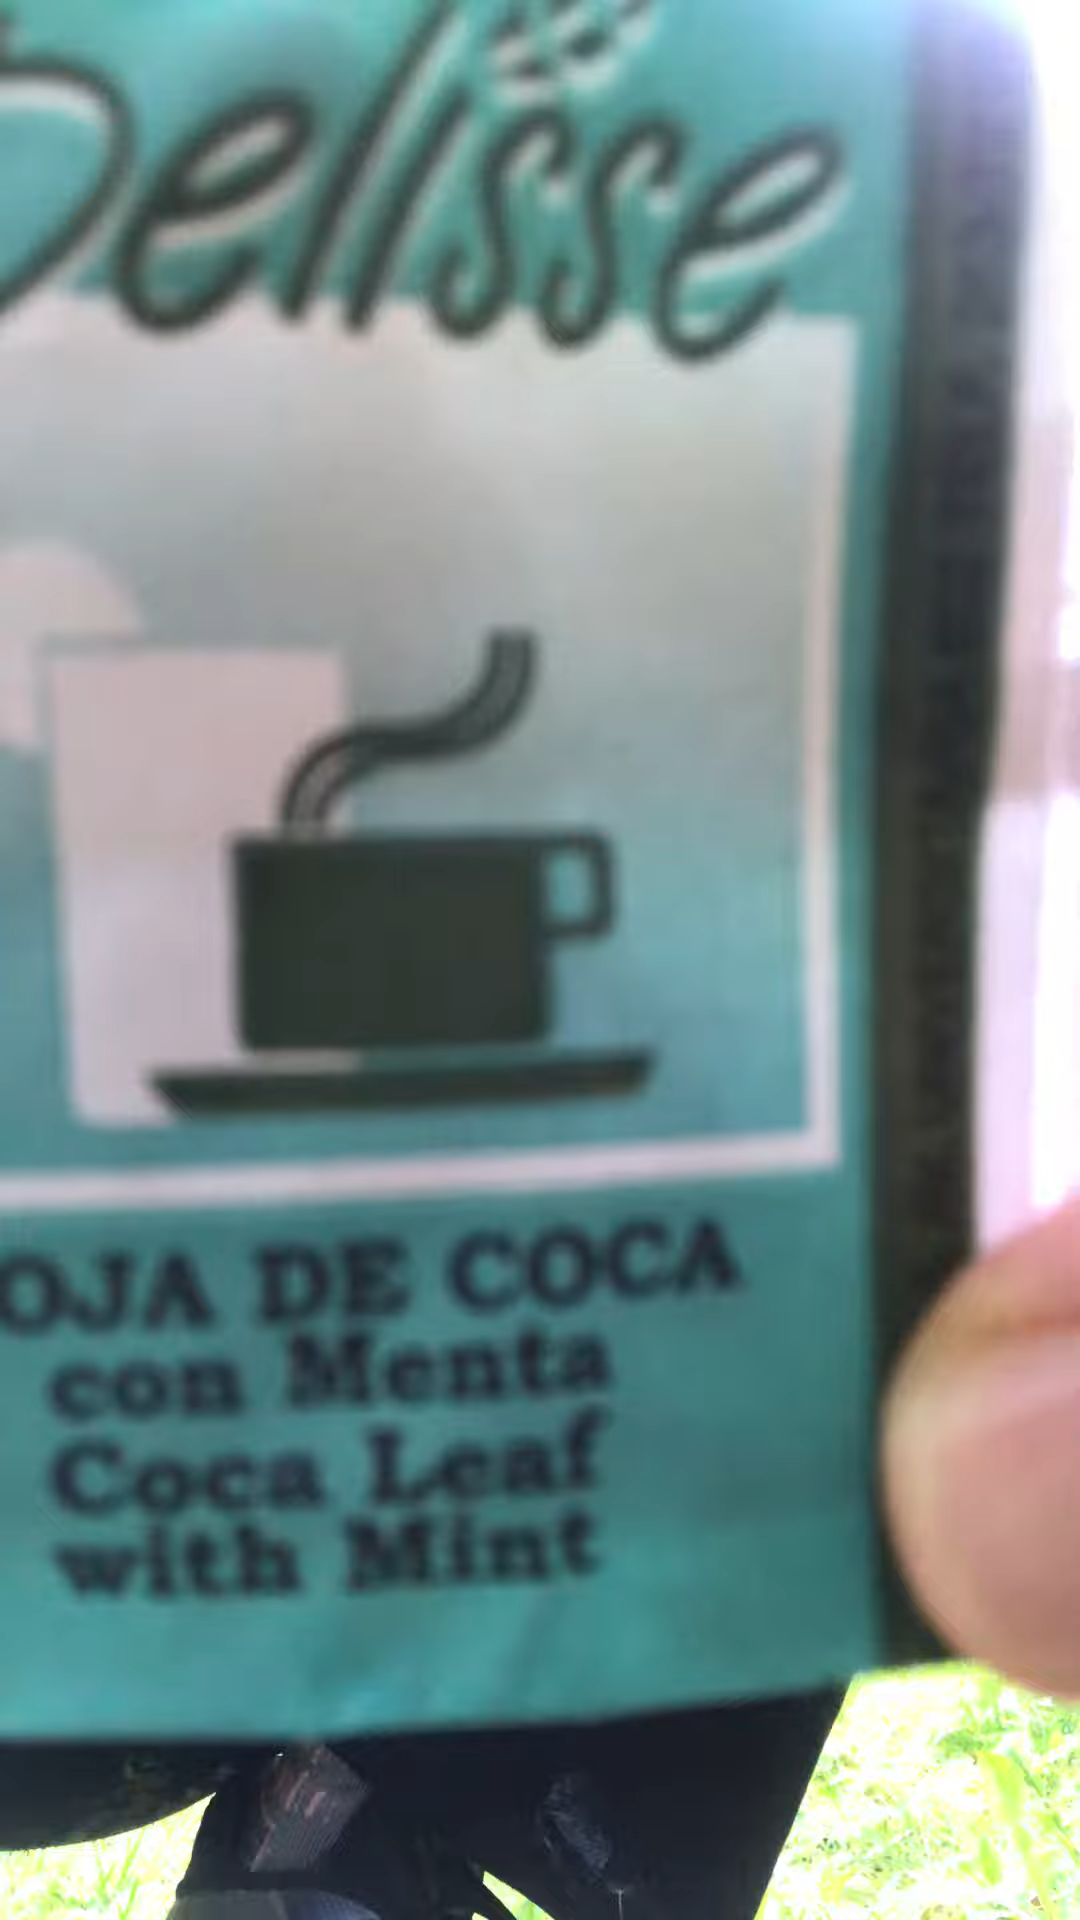 Delisse
OJA DE COCA
con Menta
Coca Leaf
with Mint